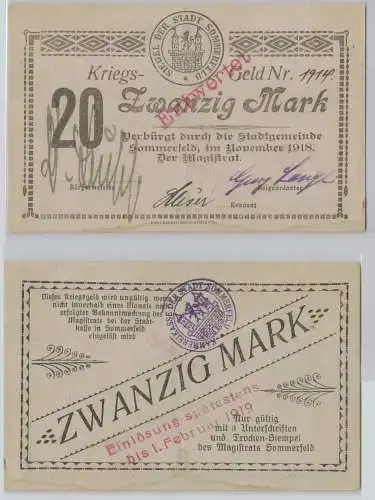 SIEGEL DER STADT SOMMERFELD
Kriegs- Geld Nr. 1914.
20 Zwanzig Mark
Entwertet
Verbürgt durch die Stadtgemeinde
Sommerfeld, im November 1918.
Der Magistrat.
Bürgermeister
Rendant
Dieses Kriegsgeld wird ungültig, wenn es
nicht innerhalb eines Monats nach
erfolgter Bekanntmachung des
Magistrats bei der Stadt-
kasse in Sommerfeld
eingelöst wird
ZWANZIG MARK
Einlösung spätestens
bis 1. Februar 1919
Nur gültig
mit 3 Unterschriften
und Trocken-Stempel
des Magistrats Sommerfeld